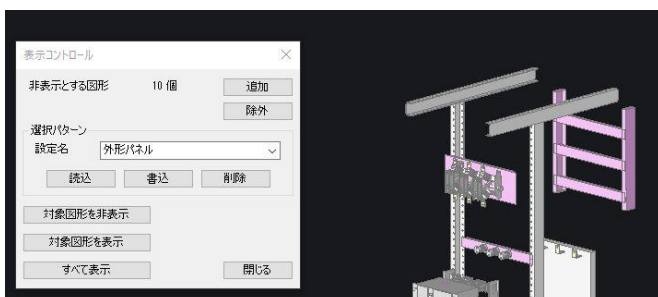 表示コントロール
非表示とする図形 10 個 追加
除外
選択パターン
設定名 外形パネル
読込 書込 削除
対象図形を非表示
対象図形を表示
すべて表示 閉じる